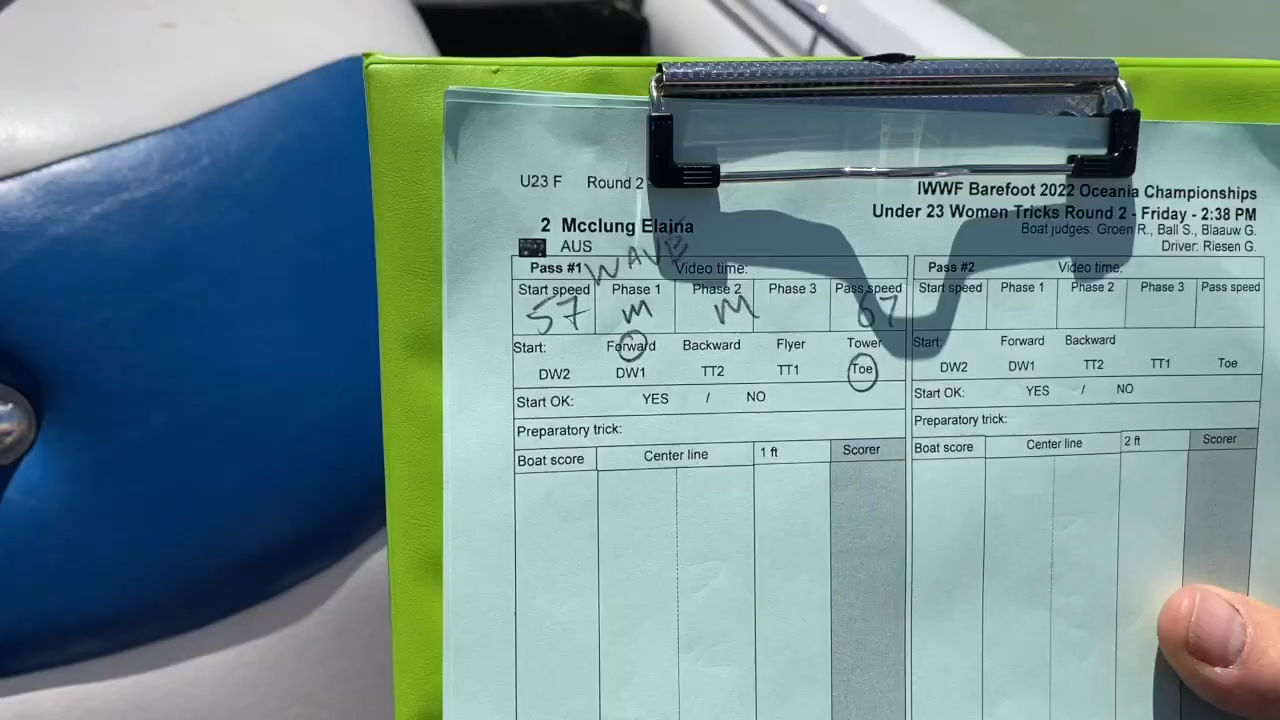 U23 F Round 2
IWWF Barefoot 2022 Oceania Championships
Under 23 Women Tricks Round 2 - Friday - 2:38 PM
2 Mcclung Elaina
Boat judges: Groen R., Ball S., Blaauw G.
AUS
Driver: Riesen G.
Pass #1 WAVE Video time:
Start speed Phase 1 Phase 2 Phase 3 Pass speed
57 M M 67
Start: Forward Backward Flyer Tower
DW2 DW1 TT2 TT1 Toe
Start OK: YES / NO
Preparatory trick:
Boat score Center line 1 ft Scorer
Pass #2 Video time:
Start speed Phase 1 Phase 2 Phase 3 Pass speed
Start: Forward Backward
DW2 DW1 TT2 TT1 Toe
Start OK: YES / NO
Preparatory trick:
Boat score Center line 2 ft Scorer